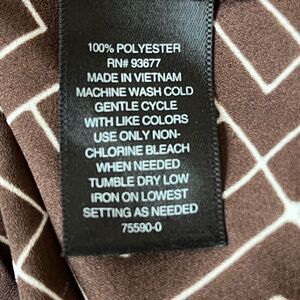 100% POLYESTER
RN# 93677
MADE IN VIETNAM
MACHINE WASH COLD
GENTLE CYCLE
WITH LIKE COLORS
USE ONLY NON-
CHLORINE BLEACH
WHEN NEEDED
TUMBLE DRY LOW
IRON ON LOWEST
SETTING AS NEEDED
75590-0